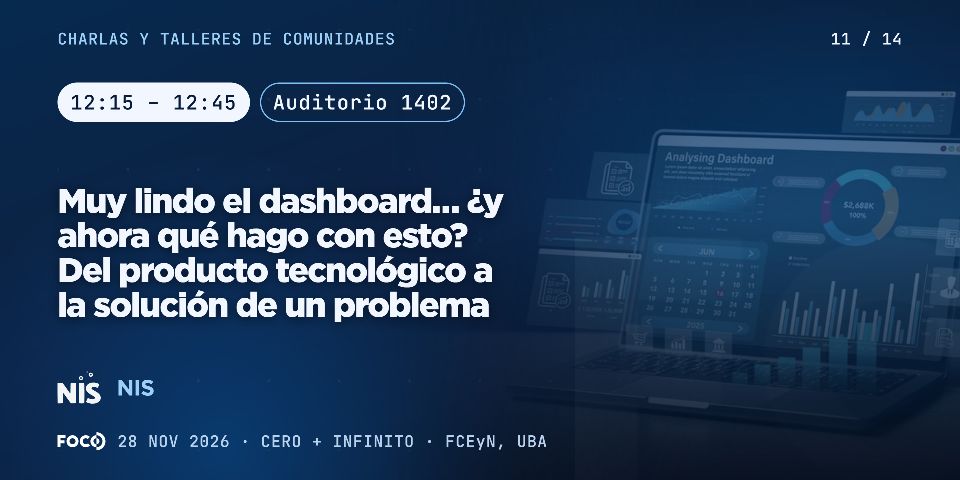 CHARLAS Y TALLERES DE COMUNIDADES
11 / 14
12:15 – 12:45
Auditorio 1402
Muy lindo el dashboard... ¿y
ahora qué hago con esto?
Del producto tecnológico a
la solución de un problema
NIS
NIS
FOCO
28 NOV 2026 · CERO + INFINITO · FCEyN, UBA
Analysing Dashboard
$2,688K
100%
JUN
2025